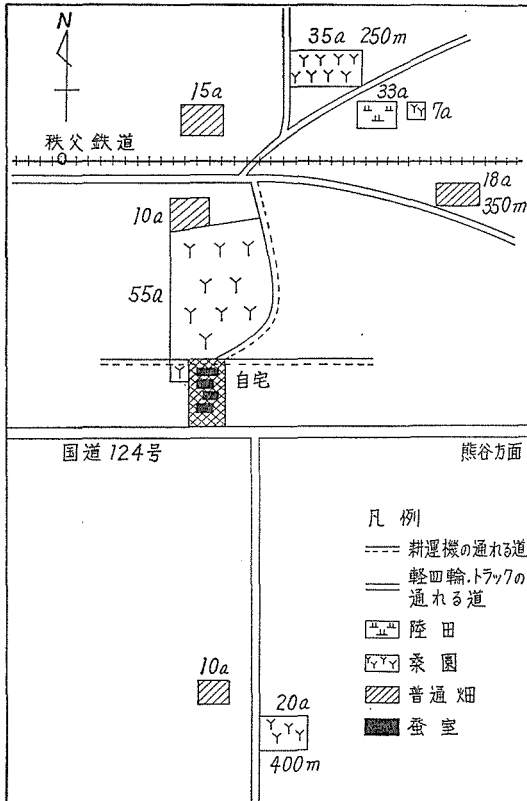 N
35a 250m
15a
33a
7a
秩父鉄道
18a
350m
10a
55a
自宅
国道124号
熊谷方面
凡例
耕運機の通れる道
軽四輪.トラックの
通れる道
陸田
桑園
普通畑
蚕室
10a
20a
400m